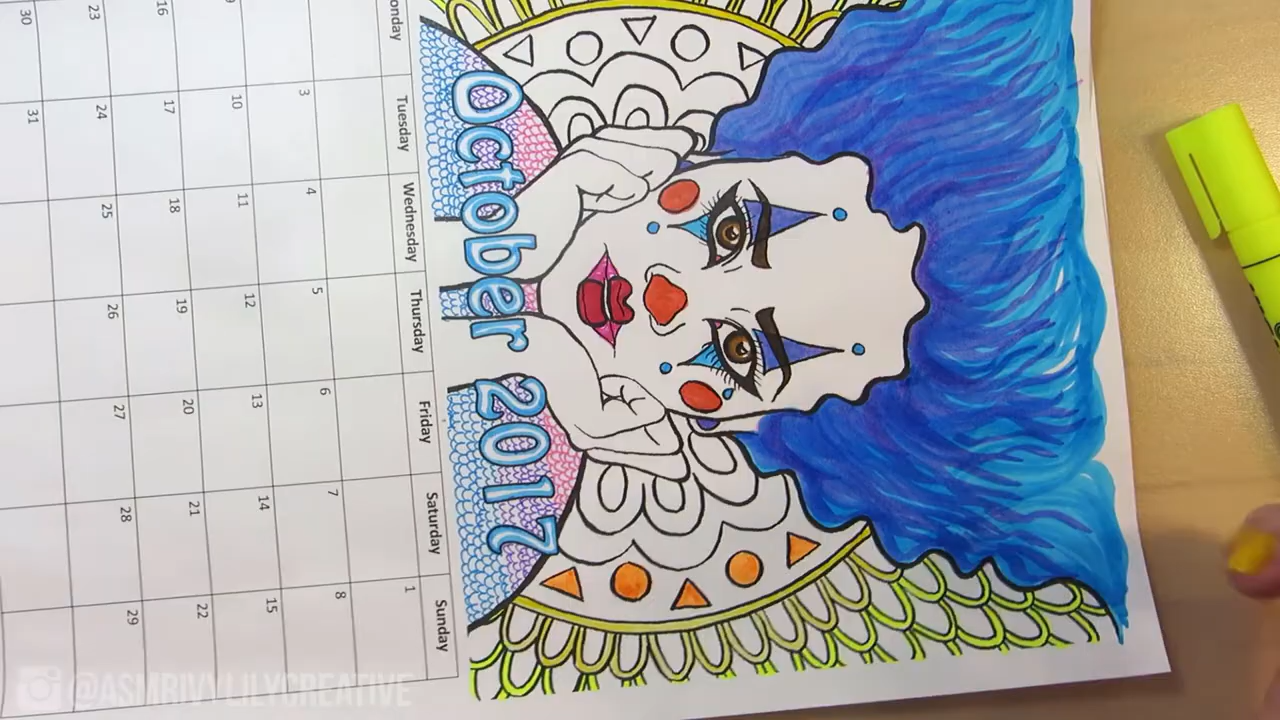 October 2017
onday Tuesday Wednesday Thursday Friday Saturday Sunday
1
3 4 5 6 7 8
9 10 11 12 13 14 15
16 17 18 19 20 21 22
23 24 25 26 27 28 29
30 31
@ASMRIVYLILYCREATIVE